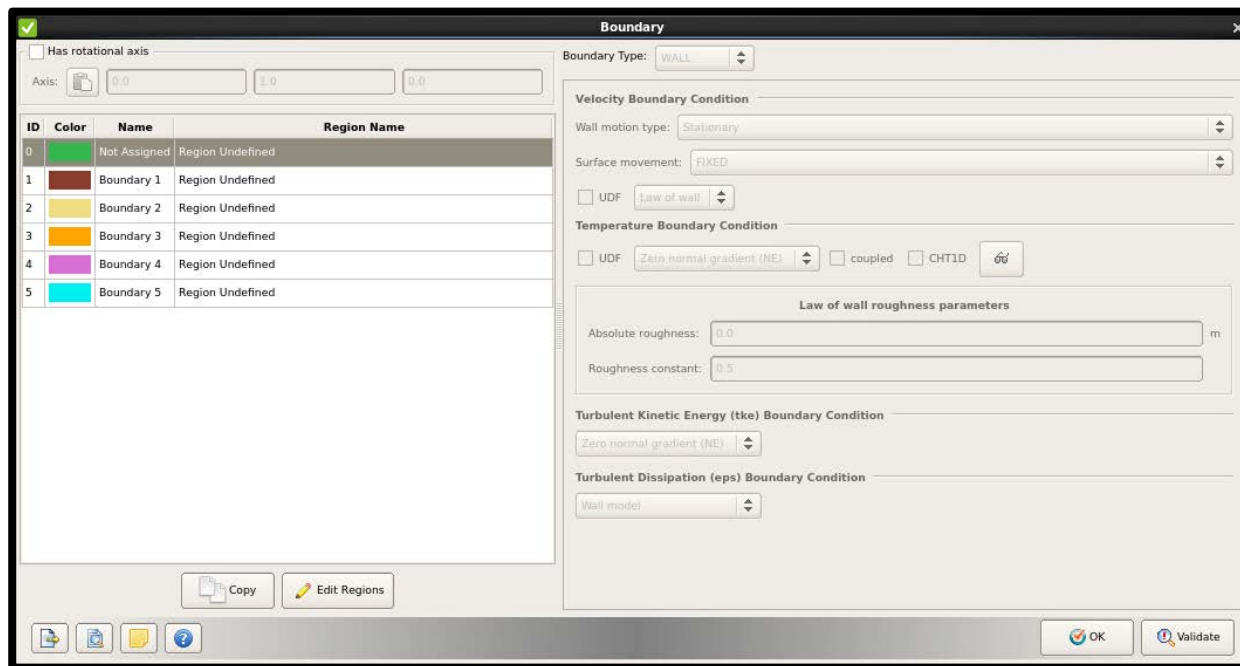 Boundary
Has rotational axis
Axis: 0.0 1.0 0.0
ID Color Name Region Name
0 Not Assigned Region Undefined
1 Boundary 1 Region Undefined
2 Boundary 2 Region Undefined
3 Boundary 3 Region Undefined
4 Boundary 4 Region Undefined
5 Boundary 5 Region Undefined
Copy Edit Regions
Boundary Type: WALL
Velocity Boundary Condition
Wall motion type: Stationary
Surface movement: FIXED
UDF Law of wall
Temperature Boundary Condition
UDF Zero normal gradient (NE) coupled CHT1D
Law of wall roughness parameters
Absolute roughness: 0.0 m
Roughness constant: 0.5
Turbulent Kinetic Energy (tke) Boundary Condition
Zero normal gradient (NE)
Turbulent Dissipation (eps) Boundary Condition
Wall model
OK Validate